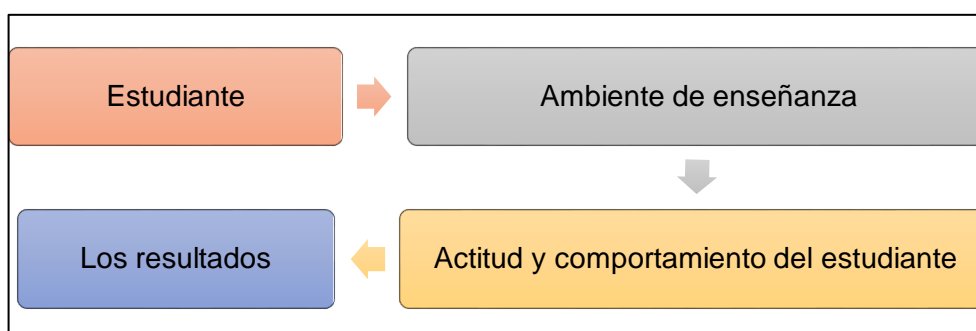 Estudiante
Ambiente de enseñanza
Actitud y comportamiento del estudiante
Los resultados